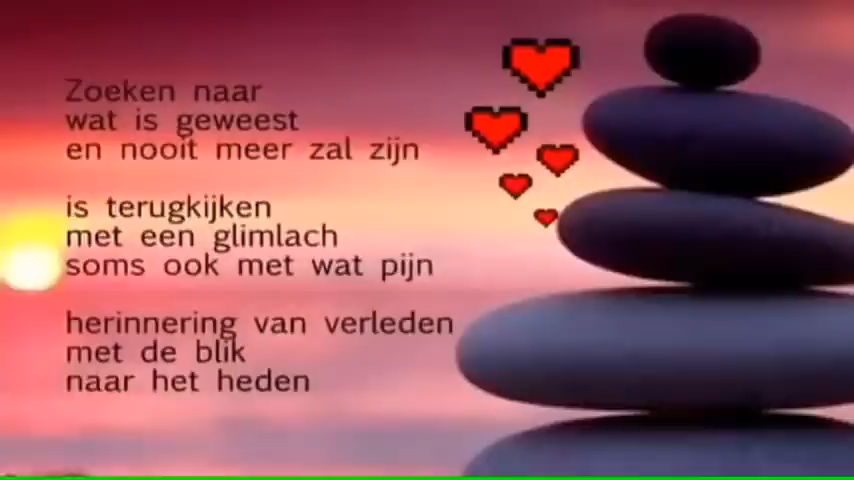 Zoeken naar
wat is geweest
en nooit meer zal zijn
is terugkijken
met een glimlach
soms ook met wat pijn
herinnering van verleden
met de blik
naar het heden